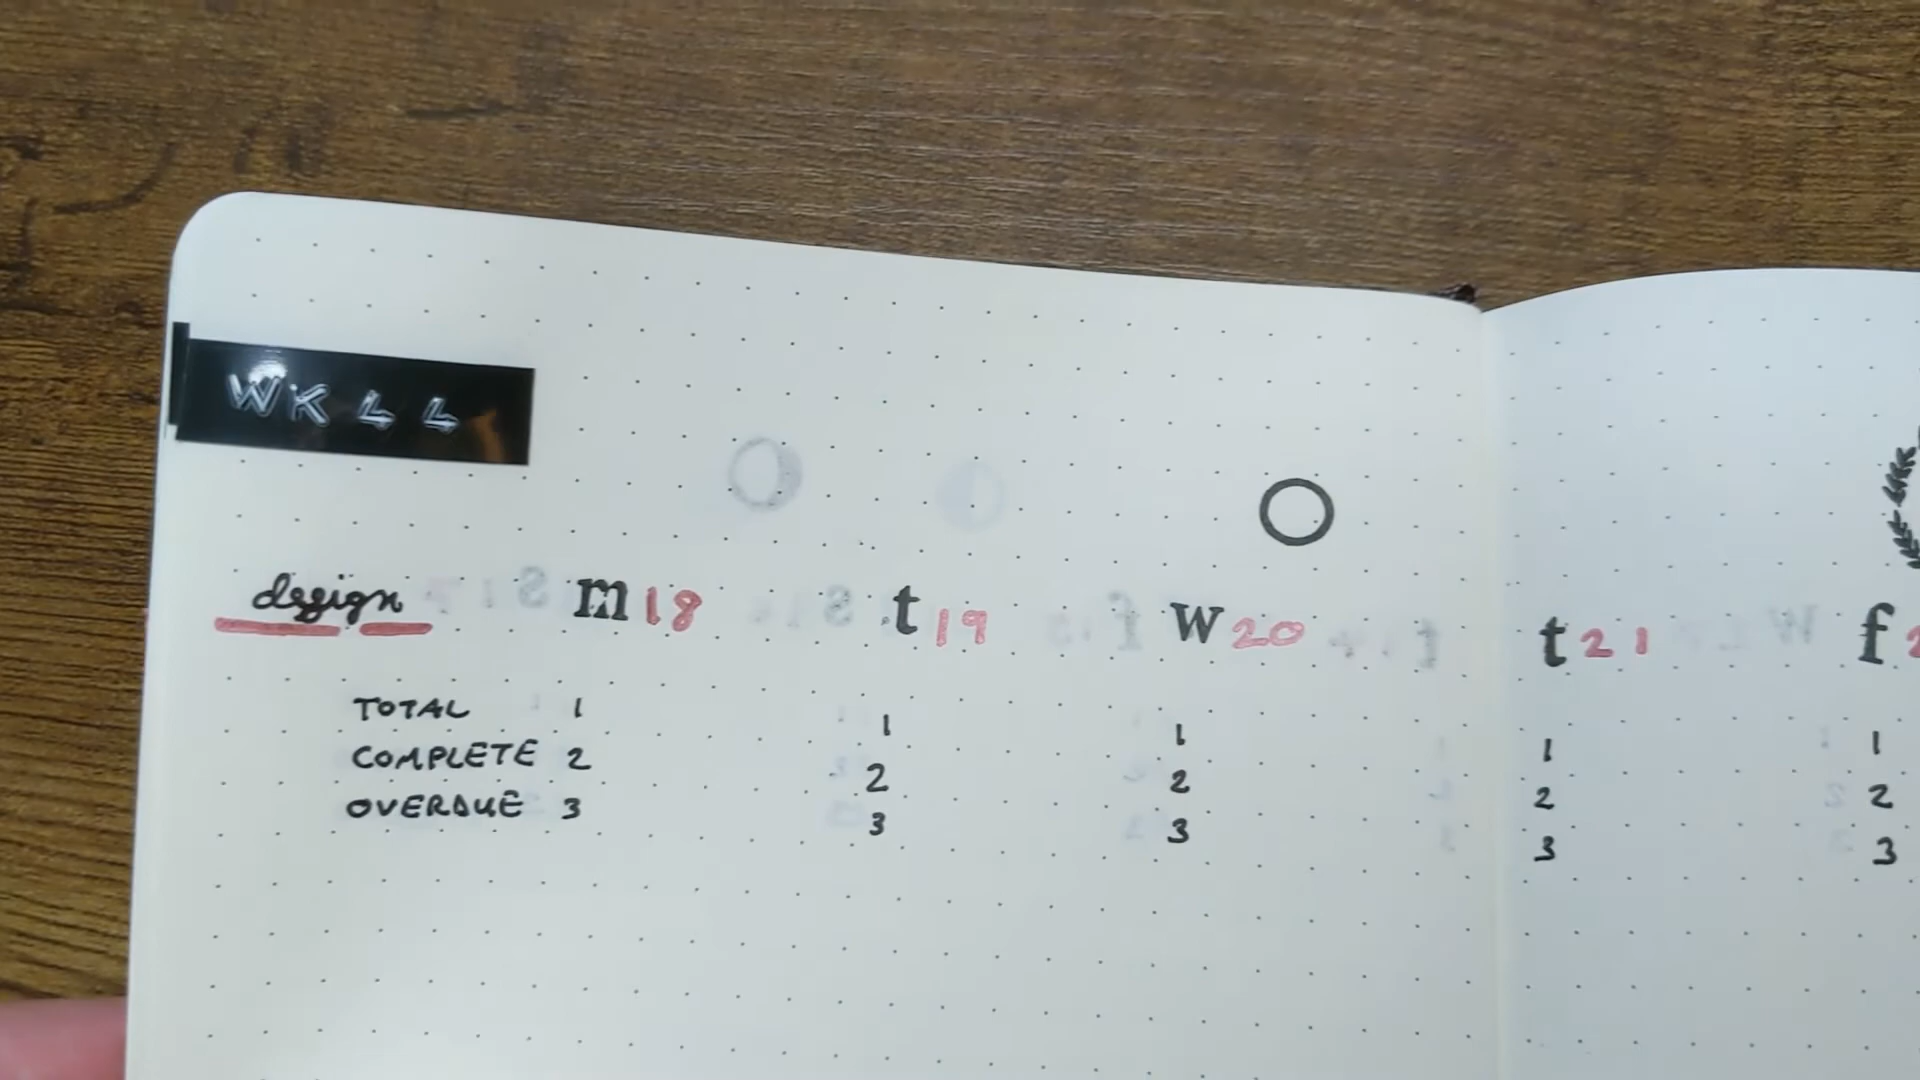 WK 44
design m 18 t 19 w 20 t 21 f
TOTAL 1 1 1 1 1
COMPLETE 2 2 2 2 2
OVERDUE 3 3 3 3 3